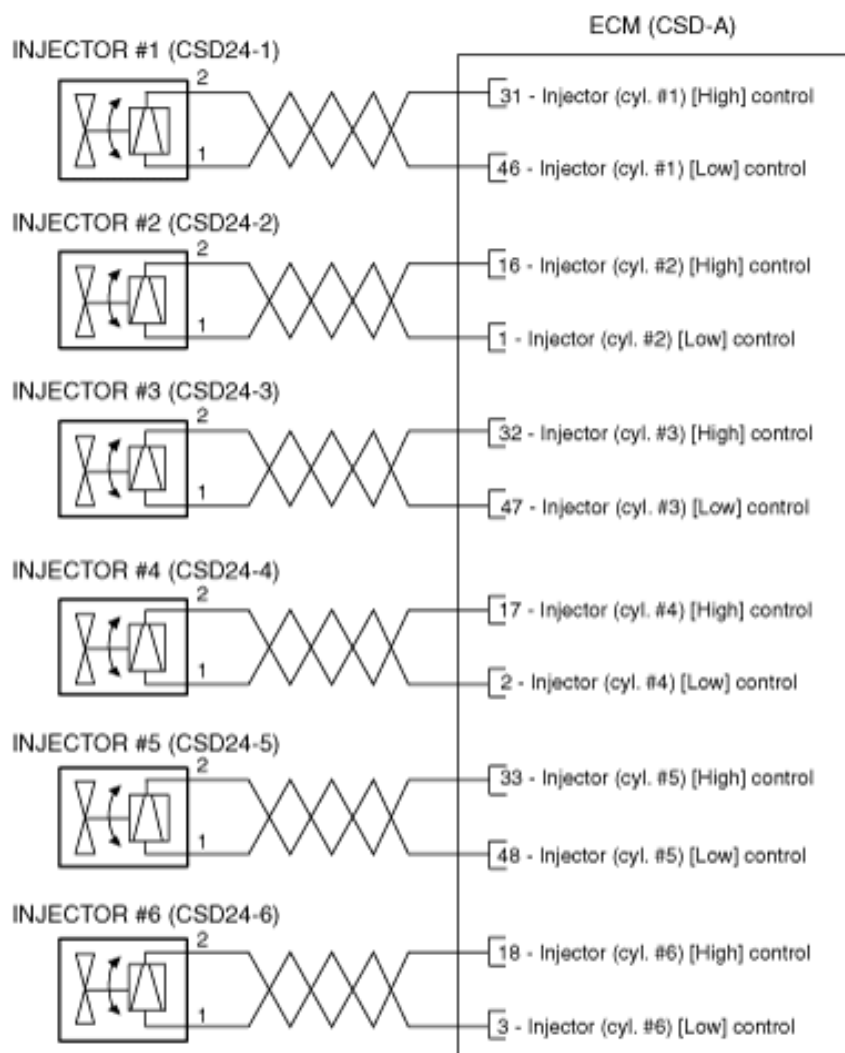 ECM (CSD-A)
INJECTOR #1 (CSD24-1)
2
31 - Injector (cyl. #1) [High] control
1
46 - Injector (cyl. #1) [Low] control
INJECTOR #2 (CSD24-2)
2
16 - Injector (cyl. #2) [High] control
1
1 - Injector (cyl. #2) [Low] control
INJECTOR #3 (CSD24-3)
2
32 - Injector (cyl. #3) [High] control
1
47 - Injector (cyl. #3) [Low] control
INJECTOR #4 (CSD24-4)
2
17 - Injector (cyl. #4) [High] control
1
2 - Injector (cyl. #4) [Low] control
INJECTOR #5 (CSD24-5)
2
33 - Injector (cyl. #5) [High] control
1
48 - Injector (cyl. #5) [Low] control
INJECTOR #6 (CSD24-6)
2
18 - Injector (cyl. #6) [High] control
1
3 - Injector (cyl. #6) [Low] control